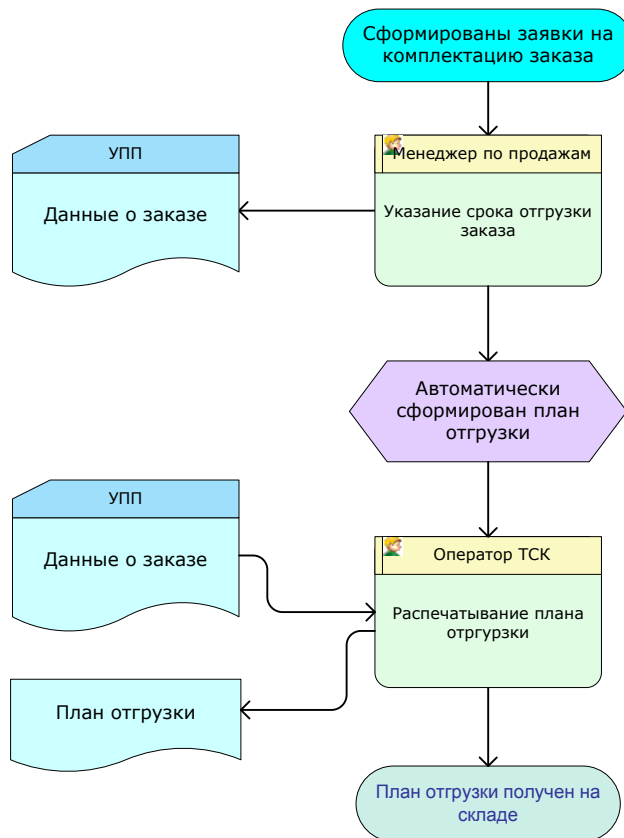 Сформированы заявки на
комплектацию заказа
УПП
Данные о заказе
Менеджер по продажам
Указание срока отгрузки
заказа
Автоматически
сформирован план
отгрузки
УПП
Данные о заказе
Оператор ТСК
Распечатывание плана
отргурзки
План отгрузки
План отгрузки получен на
складе